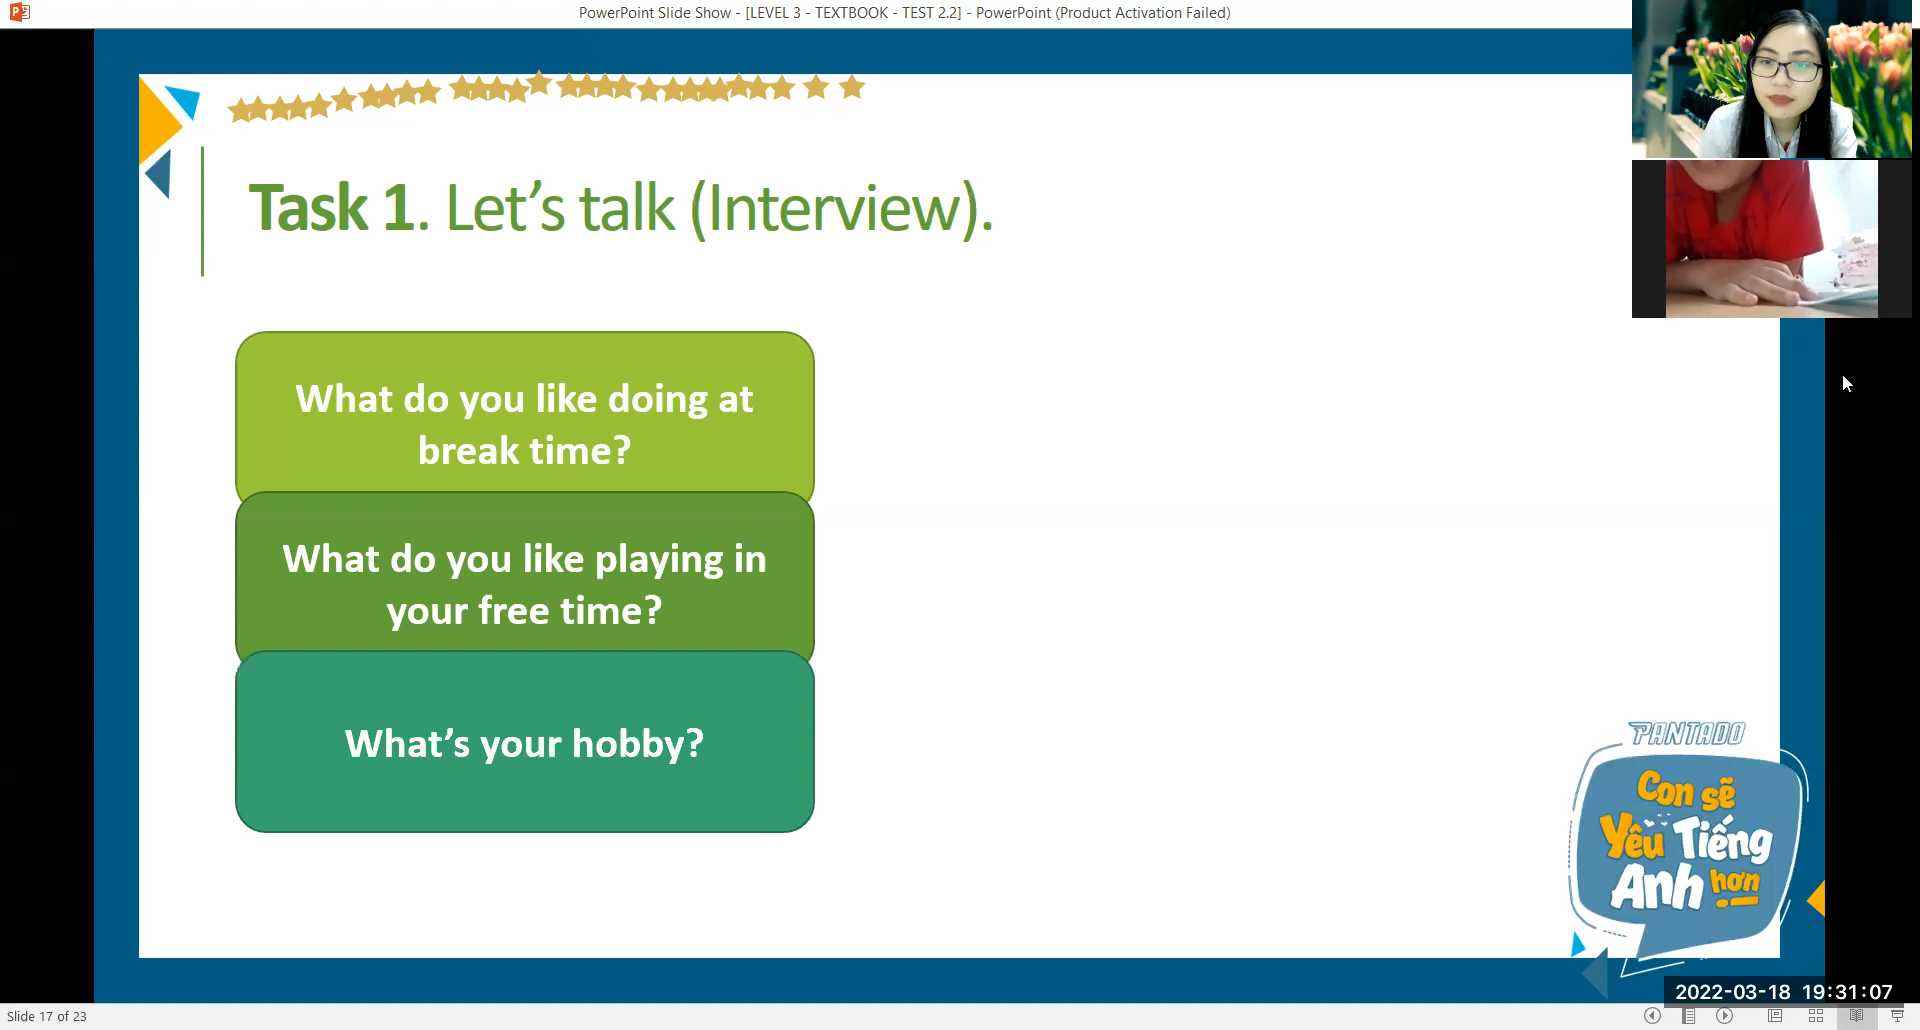 PowerPoint Slide Show - [LEVEL 3 - TEXTBOOK - TEST 2.2] - PowerPoint (Product Activation Failed)
Task 1. Let’s talk (Interview).
What do you like doing at
break time?
What do you like playing in
your free time?
What’s your hobby?
PANTADO
Con sẽ
Yêu Tiếng
Anh hơn
2022-03-18 19:31:07
Slide 17 of 23